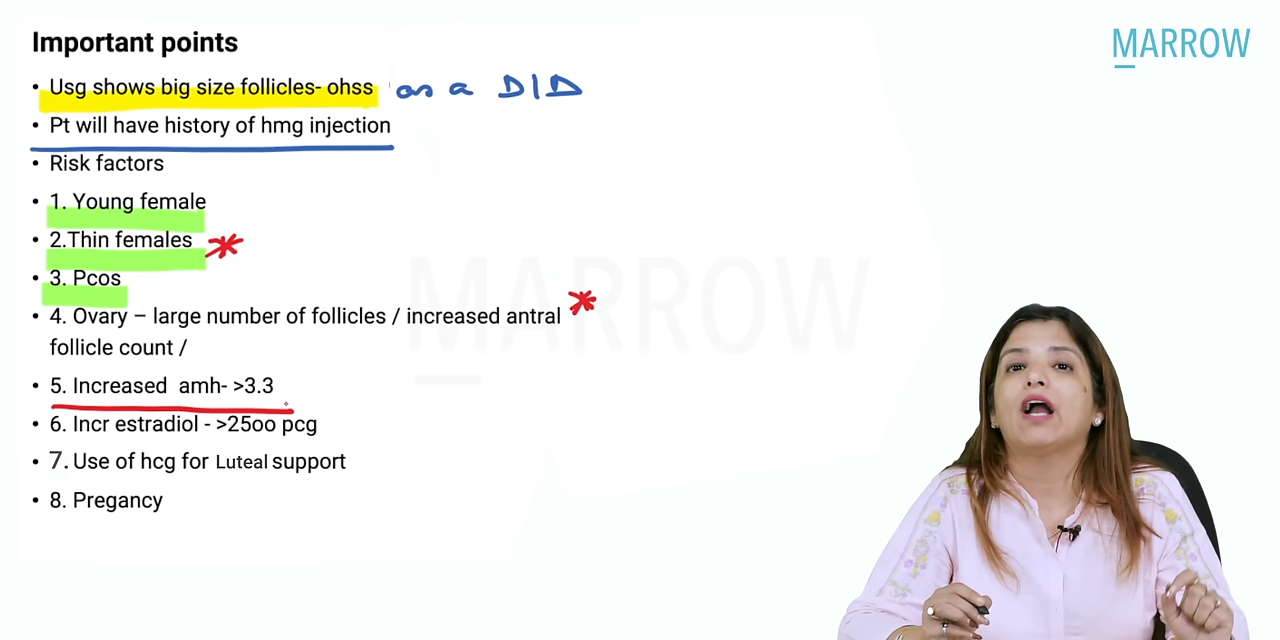 Important points
MARROW
• Usg shows big size follicles- ohss as a D/D
• Pt will have history of hmg injection
• Risk factors
• 1. Young female
• 2.Thin females *
• 3. Pcos
MARROW
• 4. Ovary – large number of follicles / increased antral *
follicle count /
• 5. Increased  amh- >3.3
• 6. Incr estradiol - >25oo pcg
• 7. Use of hcg for Luteal support
• 8. Pregancy